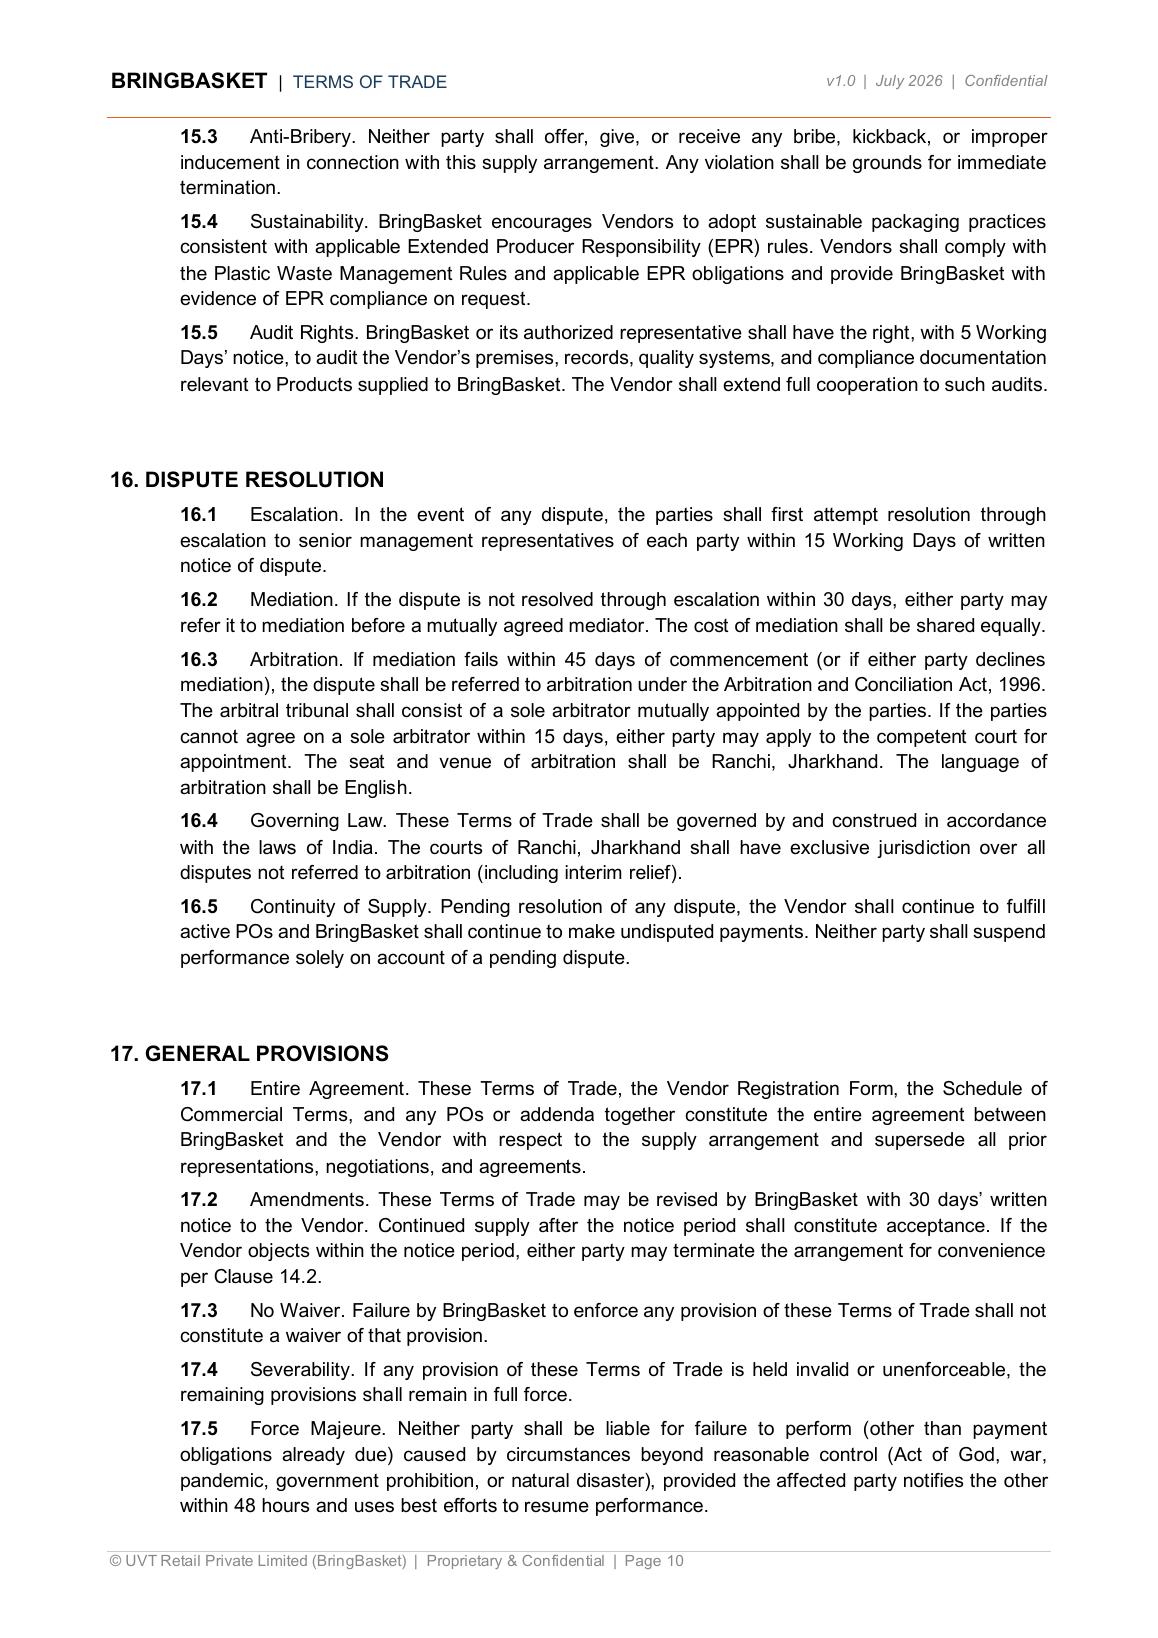 BRINGBASKET | TERMS OF TRADE
v1.0 | July 2026 | Confidential
15.3 Anti-Bribery. Neither party shall offer, give, or receive any bribe, kickback, or improper
inducement in connection with this supply arrangement. Any violation shall be grounds for immediate
termination.
15.4 Sustainability. BringBasket encourages Vendors to adopt sustainable packaging practices
consistent with applicable Extended Producer Responsibility (EPR) rules. Vendors shall comply with
the Plastic Waste Management Rules and applicable EPR obligations and provide BringBasket with
evidence of EPR compliance on request.
15.5 Audit Rights. BringBasket or its authorized representative shall have the right, with 5 Working
Days’ notice, to audit the Vendor’s premises, records, quality systems, and compliance documentation
relevant to Products supplied to BringBasket. The Vendor shall extend full cooperation to such audits.
16. DISPUTE RESOLUTION
16.1 Escalation. In the event of any dispute, the parties shall first attempt resolution through
escalation to senior management representatives of each party within 15 Working Days of written
notice of dispute.
16.2 Mediation. If the dispute is not resolved through escalation within 30 days, either party may
refer it to mediation before a mutually agreed mediator. The cost of mediation shall be shared equally.
16.3 Arbitration. If mediation fails within 45 days of commencement (or if either party declines
mediation), the dispute shall be referred to arbitration under the Arbitration and Conciliation Act, 1996.
The arbitral tribunal shall consist of a sole arbitrator mutually appointed by the parties. If the parties
cannot agree on a sole arbitrator within 15 days, either party may apply to the competent court for
appointment. The seat and venue of arbitration shall be Ranchi, Jharkhand. The language of
arbitration shall be English.
16.4 Governing Law. These Terms of Trade shall be governed by and construed in accordance
with the laws of India. The courts of Ranchi, Jharkhand shall have exclusive jurisdiction over all
disputes not referred to arbitration (including interim relief).
16.5 Continuity of Supply. Pending resolution of any dispute, the Vendor shall continue to fulfill
active POs and BringBasket shall continue to make undisputed payments. Neither party shall suspend
performance solely on account of a pending dispute.
17. GENERAL PROVISIONS
17.1 Entire Agreement. These Terms of Trade, the Vendor Registration Form, the Schedule of
Commercial Terms, and any POs or addenda together constitute the entire agreement between
BringBasket and the Vendor with respect to the supply arrangement and supersede all prior
representations, negotiations, and agreements.
17.2 Amendments. These Terms of Trade may be revised by BringBasket with 30 days’ written
notice to the Vendor. Continued supply after the notice period shall constitute acceptance. If the
Vendor objects within the notice period, either party may terminate the arrangement for convenience
per Clause 14.2.
17.3 No Waiver. Failure by BringBasket to enforce any provision of these Terms of Trade shall not
constitute a waiver of that provision.
17.4 Severability. If any provision of these Terms of Trade is held invalid or unenforceable, the
remaining provisions shall remain in full force.
17.5 Force Majeure. Neither party shall be liable for failure to perform (other than payment
obligations already due) caused by circumstances beyond reasonable control (Act of God, war,
pandemic, government prohibition, or natural disaster), provided the affected party notifies the other
within 48 hours and uses best efforts to resume performance.
© UVT Retail Private Limited (BringBasket) | Proprietary & Confidential | Page 10